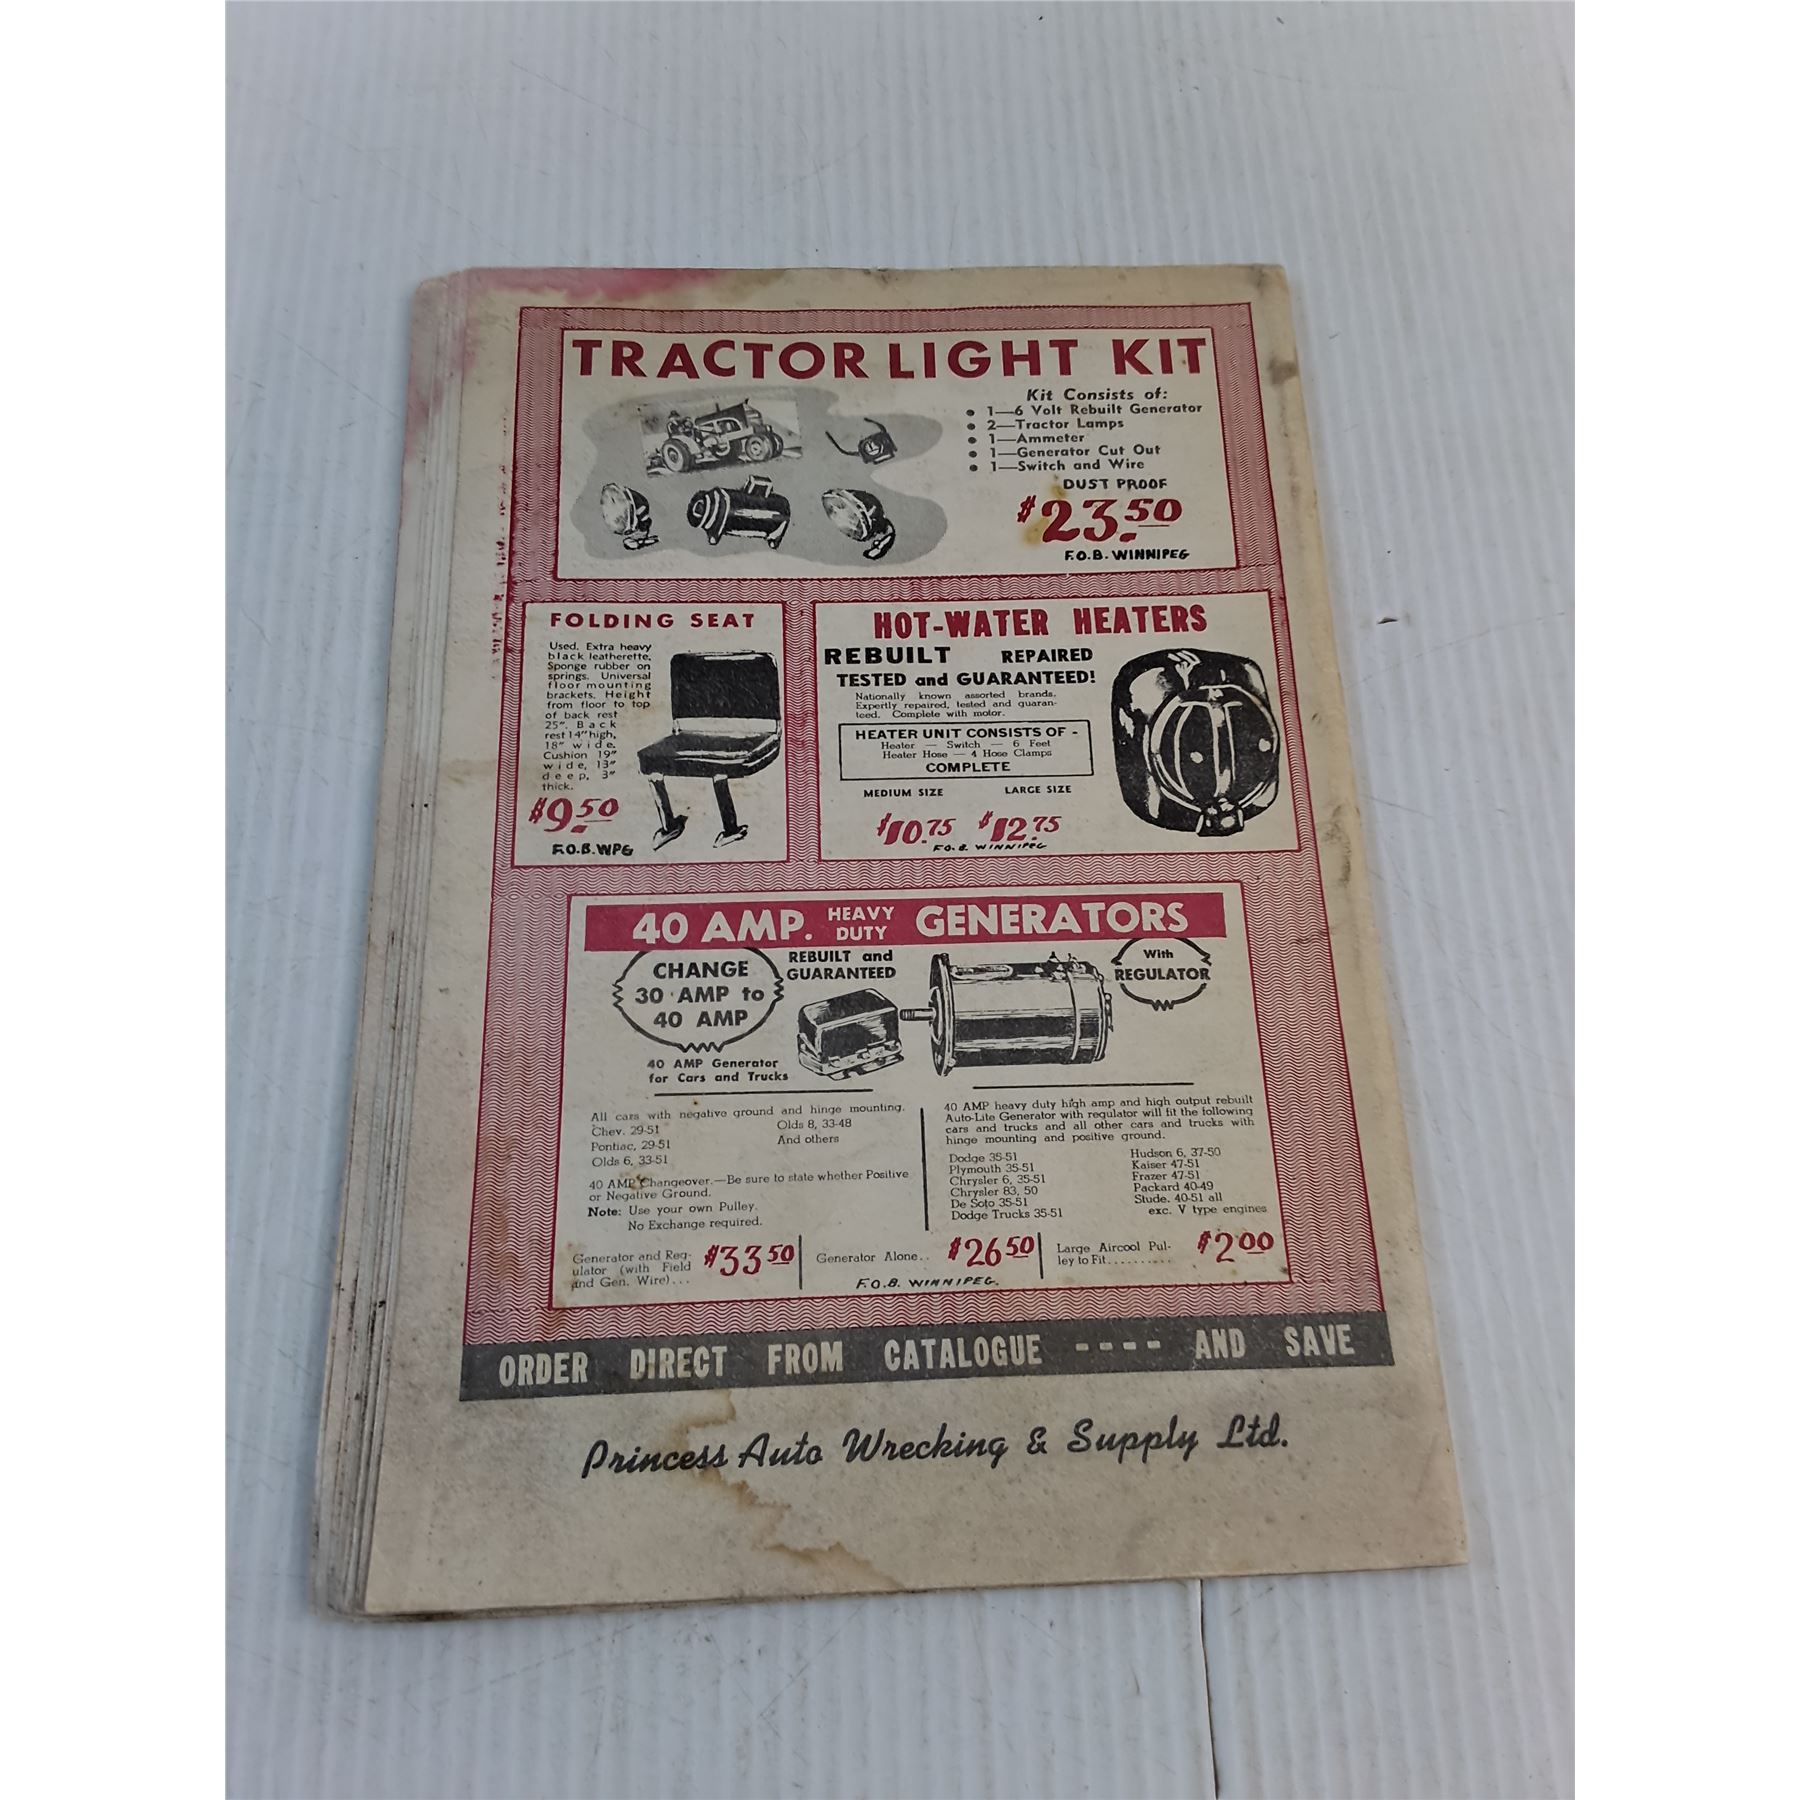 TRACTOR LIGHT KIT
Kit Consists of:
• 1—6 Volt Rebuilt Generator
• 2—Tractor Lamps
• 1—Ammeter
• 1—Generator Cut Out
• 1—Switch and Wire
DUST PROOF
$23.50
F.O.B. WINNIPEG
FOLDING SEAT
Used. Extra heavy
black leatherette.
Sponge rubber on
springs. Universal
floor mounting
brackets. Height
from floor to top
of back rest
25". Back
rest 14" high,
18" wide.
Cushion 19"
wide, 13"
deep, 3"
thick.
$9.50
F.O.B. WPG
HOT-WATER HEATERS
REBUILT REPAIRED
TESTED and GUARANTEED!
Nationally known assorted brands.
Expertly repaired, tested and guaran-
teed. Complete with motor.
HEATER UNIT CONSISTS OF -
Heater — Switch — 6 Feet
Heater Hose — 4 Hose Clamps
COMPLETE
MEDIUM SIZE LARGE SIZE
$10.75 $12.75
F.O.B. WINNIPEG
40 AMP. HEAVY DUTY GENERATORS
CHANGE
30 AMP to
40 AMP
REBUILT and
GUARANTEED
With
REGULATOR
40 AMP Generator
for Cars and Trucks
All cars with negative ground and hinge mounting.
Chev. 29-51
Pontiac, 29-51
Olds 6, 33-51
Olds 8, 33-48
And others
40 AMP Changeover.—Be sure to state whether Positive
or Negative Ground.
Note: Use your own Pulley.
No Exchange required.
40 AMP heavy duty high amp and high output rebuilt
Auto-Lite Generator with regulator will fit the following
cars and trucks and all other cars and trucks with
hinge mounting and positive ground.
Dodge 35-51
Plymouth 35-51
Chrysler 6, 35-51
Chrysler 83, 50
De Soto 35-51
Dodge Trucks 35-51
Hudson 6, 37-50
Kaiser 47-51
Frazer 47-51
Packard 40-49
Stude. 40-51 all
exc. V type engines
Generator and Reg-
ulator (with Field
and Gen. Wire)...
$33.50
Generator Alone..
$26.50
Large Aircool Pul-
ley to Fit..........
$2.00
F.O.B. WINNIPEG.
ORDER DIRECT FROM CATALOGUE ---- AND SAVE
Princess Auto Wrecking & Supply Ltd.